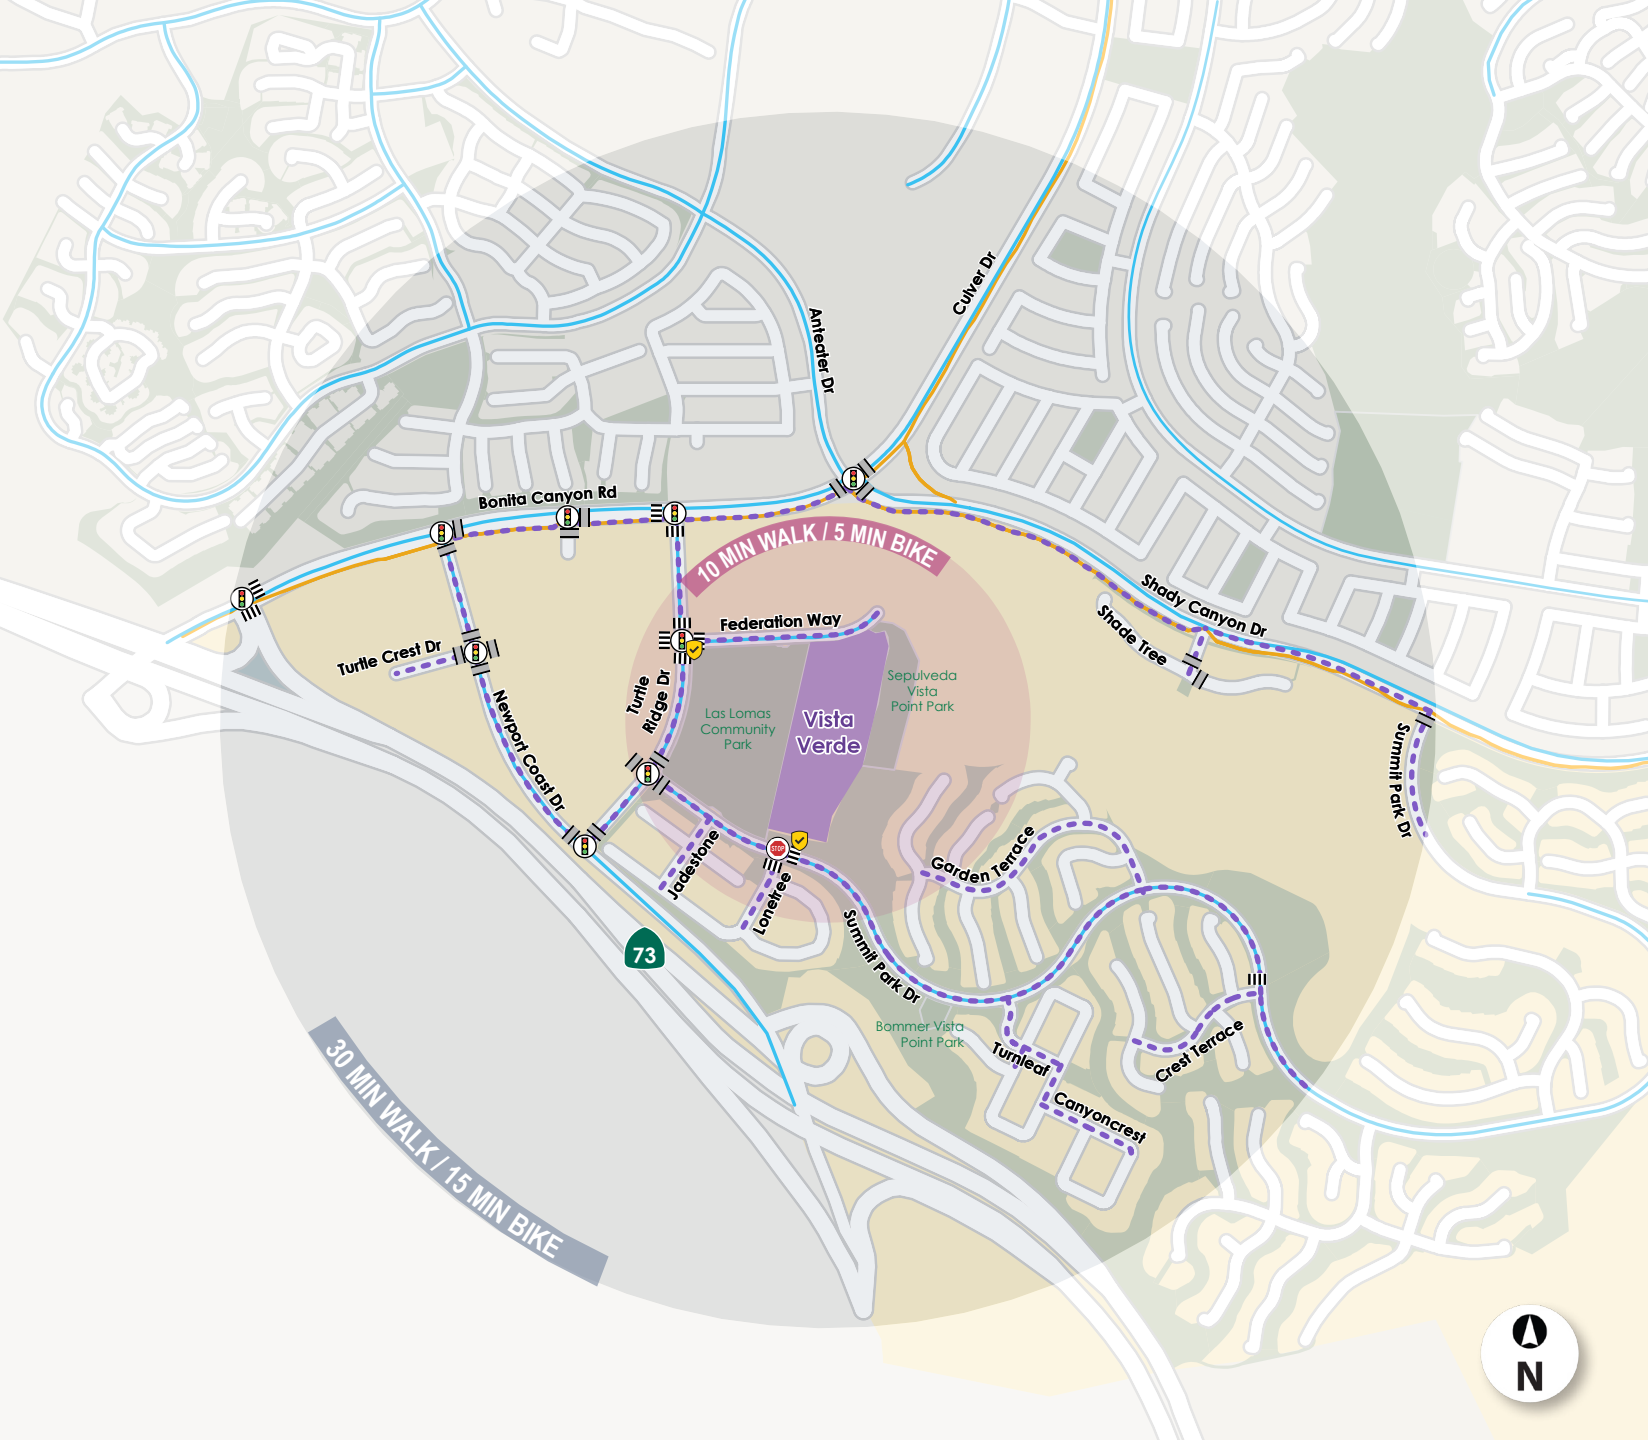 Culver Dr
Anteater Dr
Bonita Canyon Rd
10 MIN WALK / 5 MIN BIKE
Shady Canyon Dr
Shade Tree
Federation Way
Turtle Crest Dr
Turtle
Ridge Dr
Sepulveda
Vista
Point Park
Las Lomas
Community
Park
Vista
Verde
Newport Coast Dr
Summit Park Dr
STOP
Jadestone
Lonetree
Garden Terrace
Summit Park Dr
73
Bommer Vista
Point Park
Turnleaf
Crest Terrace
Canyoncrest
30 MIN WALK / 15 MIN BIKE
N